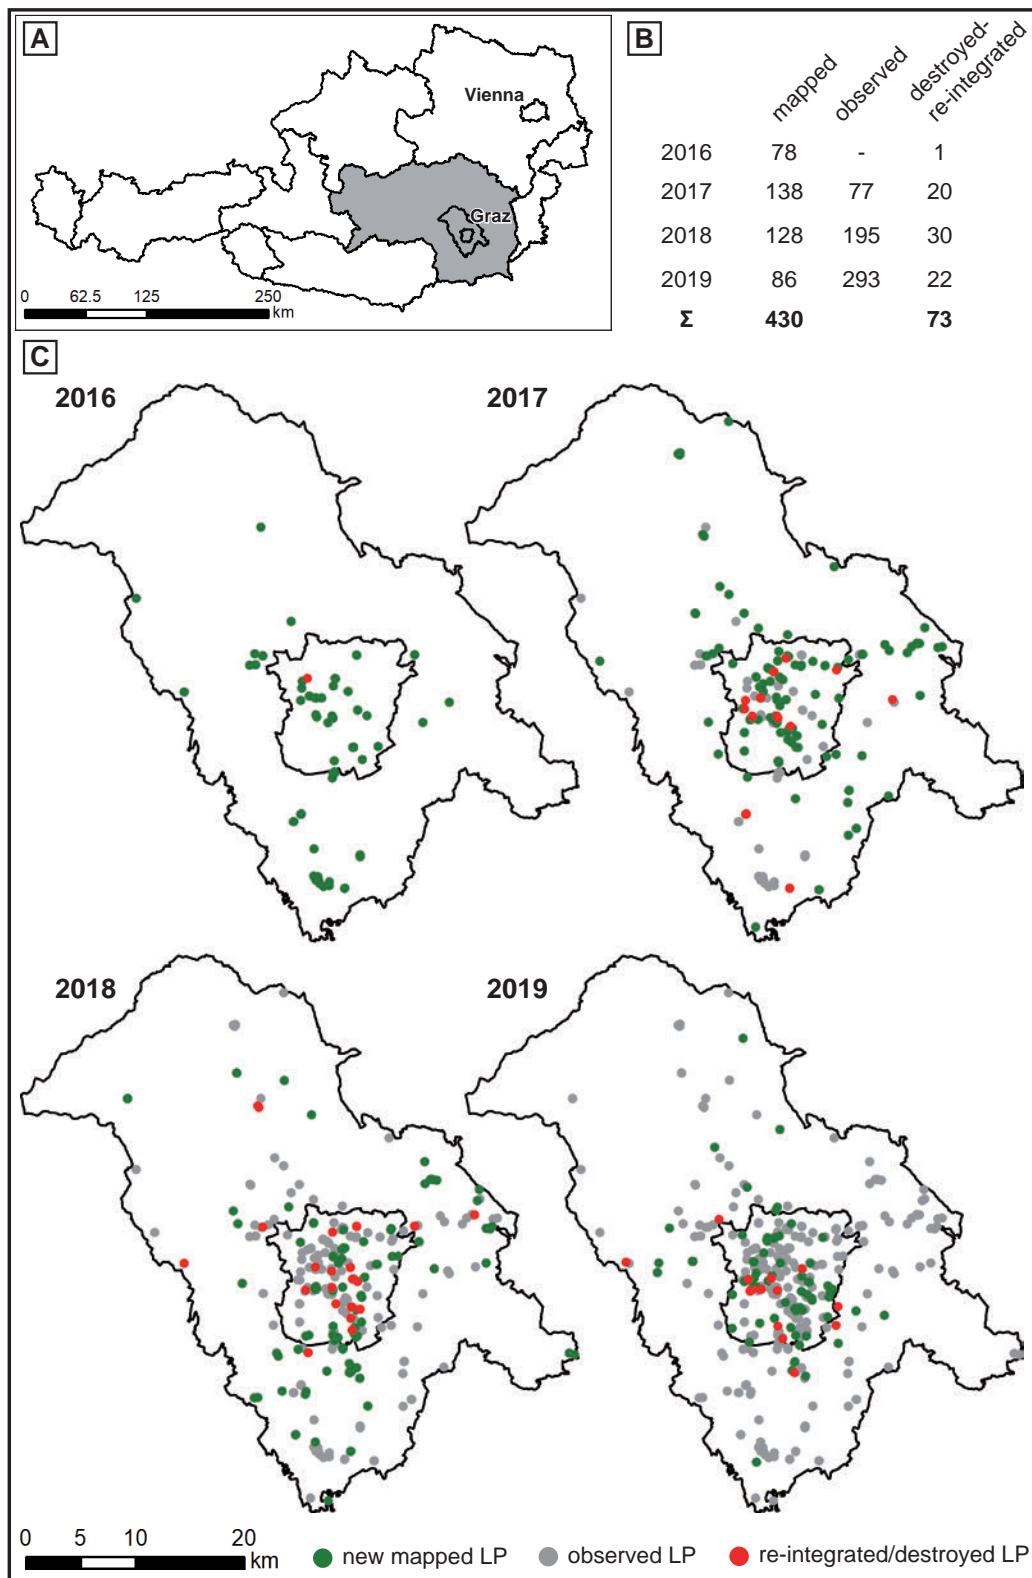 A
Vienna
Graz
0 62.5 125 250
km
B
mapped
observed
destroyed-
re-integrated
2016 78 - 1
2017 138 77 20
2018 128 195 30
2019 86 293 22
Σ 430 73
C
2016
2017
2018
2019
0 5 10 20
km
new mapped LP
observed LP
re-integrated/destroyed LP